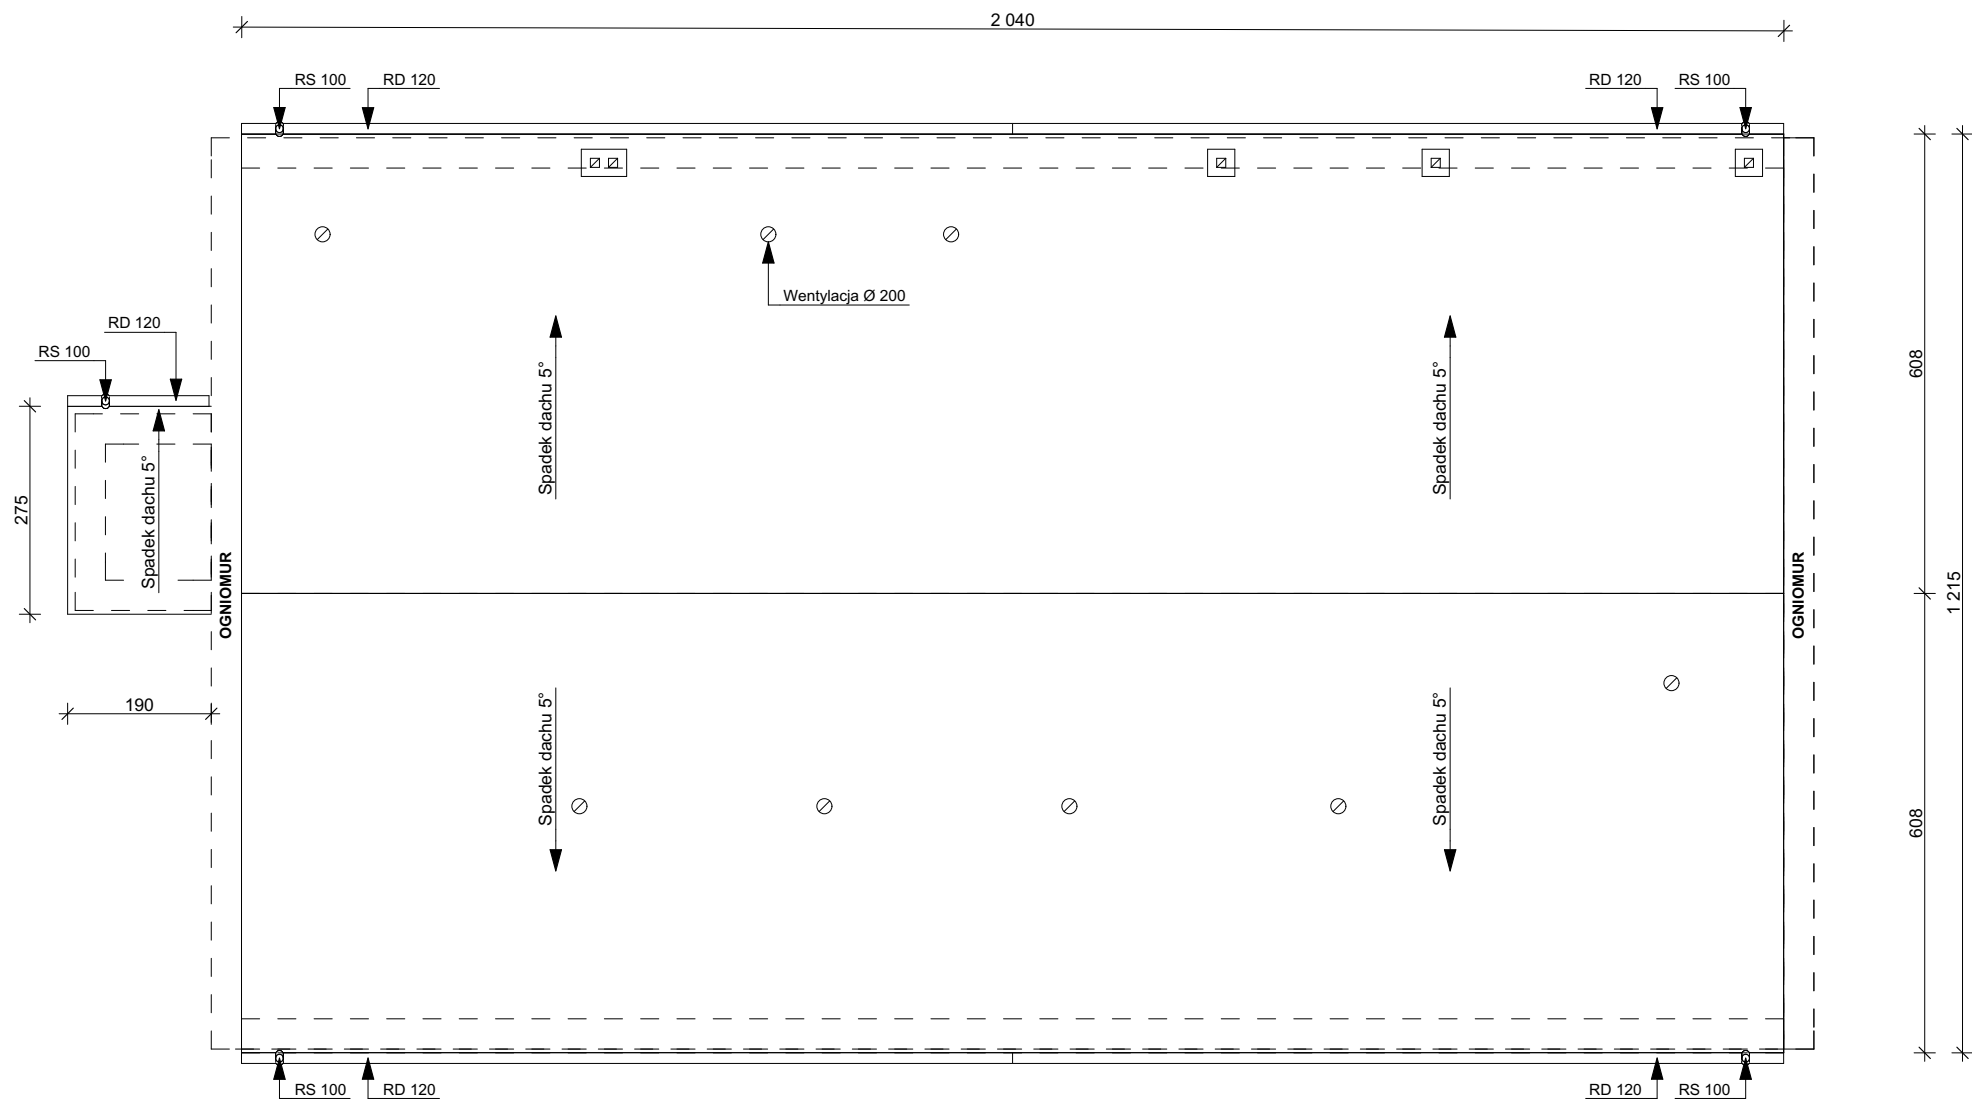 2 040
RS 100
RD 120
RD 120
RS 100
Wentylacja Ø 200
RD 120
RS 100
Spadek dachu 5°
Spadek dachu 5°
608
Spadek dachu 5°
275
OGNIOMUR
OGNIOMUR
1 215
190
Spadek dachu 5°
Spadek dachu 5°
608
RS 100
RD 120
RD 120
RS 100